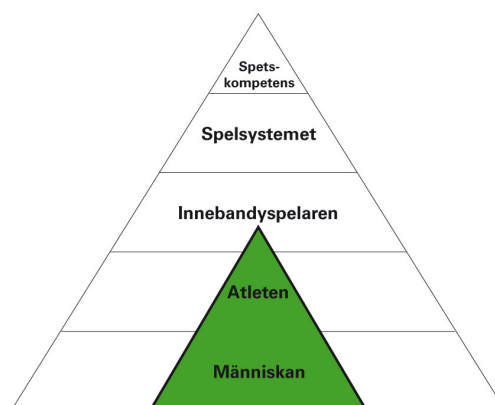 Spets-
kompetens
Spelsystemet
Innebandyspelaren
Atleten
Människan